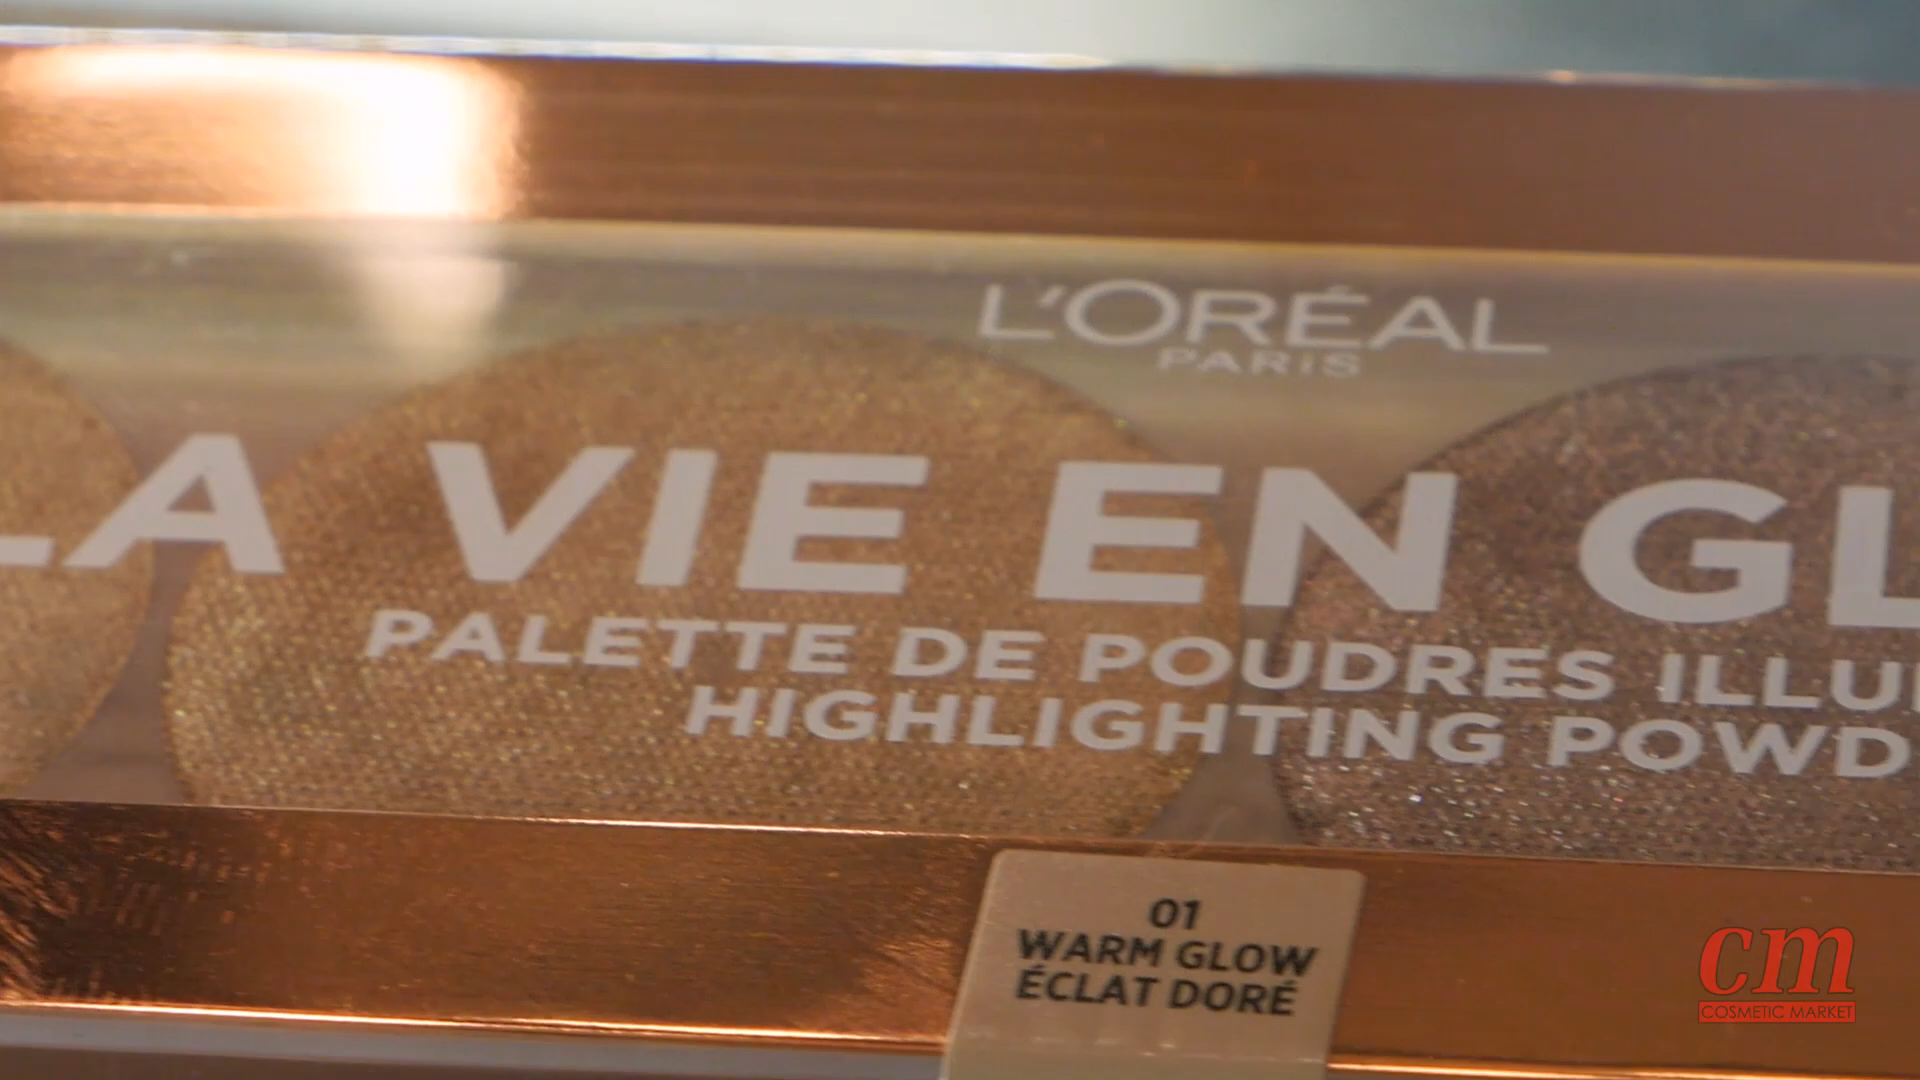 L'ORÉAL
PARIS
LA VIE EN GL
PALETTE DE POUDRES ILLU
HIGHLIGHTING POWD
01
WARM GLOW
ÉCLAT DORÉ
cm
COSMETIC MARKET